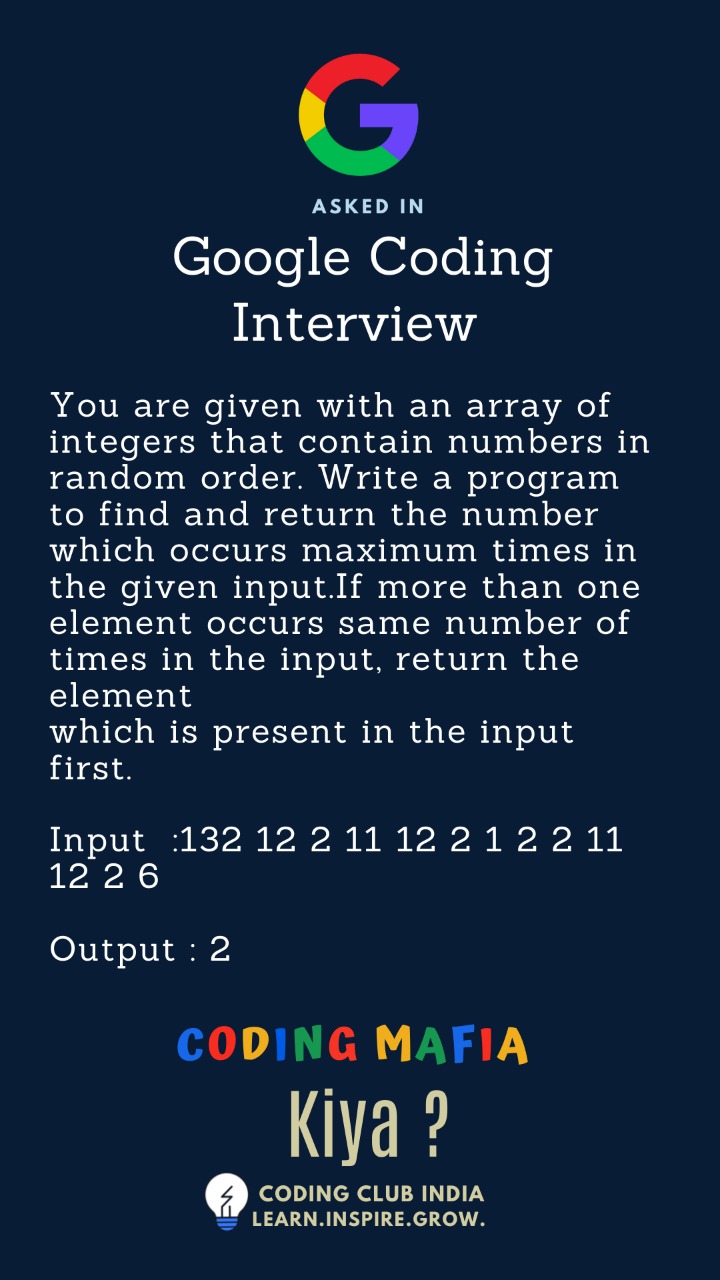 ASKED IN
Google Coding
Interview
You are given with an array of
integers that contain numbers in
random order. Write a program
to find and return the number
which occurs maximum times in
the given input.If more than one
element occurs same number of
times in the input, return the
element
which is present in the input
first.
Input  :132 12 2 11 12 2 1 2 2 11
12 2 6
Output : 2
CODING MAFIA
Kiya ?
CODING CLUB INDIA
LEARN.INSPIRE.GROW.